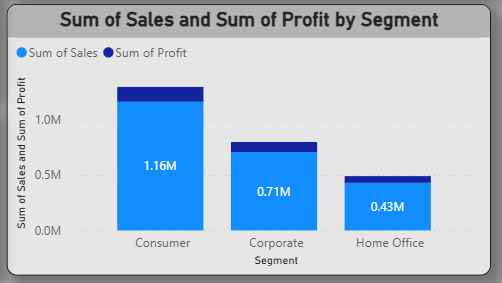 Sum of Sales and Sum of Profit by Segment
Sum of Sales Sum of Profit
Sum of Sales and Sum of Profit
1.0M
0.5M
0.0M
1.16M
0.71M
0.43M
Consumer Corporate Home Office
Segment